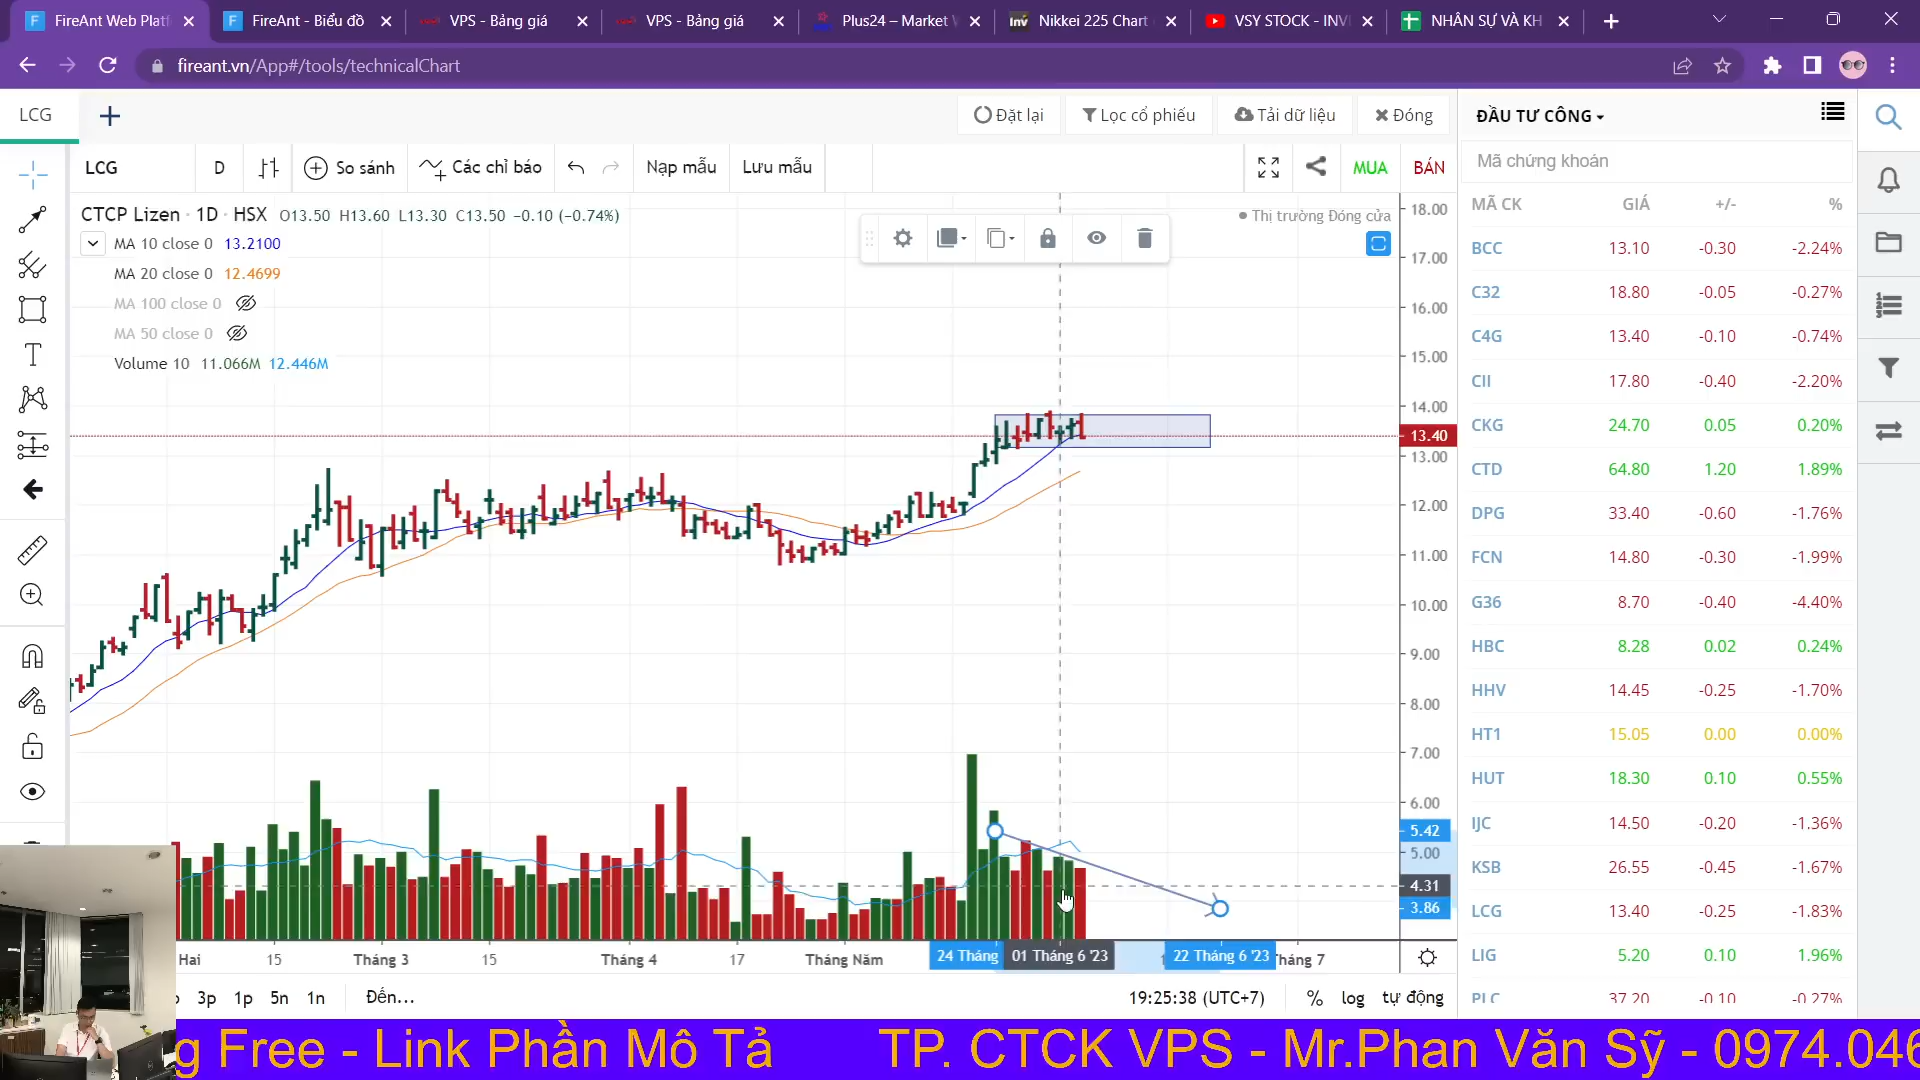 FireAnt Web Platf
FireAnt - Biểu đồ
VPS - Bảng giá
VPS - Bảng giá
Plus24 – Market
Nikkei 225 Chart
VSY STOCK - INV
NHÂN SỰ VÀ KH
fireant.vn/App#/tools/technicalChart
LCG
Đặt lại
Lọc cổ phiếu
Tải dữ liệu
Đóng
ĐẦU TƯ CÔNG
LCG
D
So sánh
Các chỉ báo
Nạp mẫu
Lưu mẫu
MUA
BÁN
Mã chứng khoán
CTCP Lizen · 1D · HSX O13.50 H13.60 L13.30 C13.50 −0.10 (−0.74%)
Thị trường Đóng cửa
MA 10 close 0 13.2100
MA 20 close 0 12.4699
MA 100 close 0
MA 50 close 0
Volume 10 11.066M 12.446M
18.00
17.00
16.00
15.00
14.00
13.40
13.00
12.00
11.00
10.00
9.00
8.00
7.00
6.00
5.42
5.00
4.31
3.86
MÃ CK GIÁ +/- %
BCC 13.10 -0.30 -2.24%
C32 18.80 -0.05 -0.27%
C4G 13.40 -0.10 -0.74%
CII 17.80 -0.40 -2.20%
CKG 24.70 0.05 0.20%
CTD 64.80 1.20 1.89%
DPG 33.40 -0.60 -1.76%
FCN 14.80 -0.30 -1.99%
G36 8.70 -0.40 -4.40%
HBC 8.28 0.02 0.24%
HHV 14.45 -0.25 -1.70%
HT1 15.05 0.00 0.00%
HUT 18.30 0.10 0.55%
IJC 14.50 -0.20 -1.36%
KSB 26.55 -0.45 -1.67%
LCG 13.40 -0.25 -1.83%
LIG 5.20 0.10 1.96%
PLC 37.20 -0.10 -0.27%
Hai 15 Tháng 3 15 Tháng 4 17 Tháng Năm 24 Tháng 01 Tháng 6 '23 22 Tháng 6 '23 háng 7
3p 1p 5n 1n Đến...
19:25:38 (UTC+7) % log tự động
g Free - Link Phần Mô Tả TP. CTCK VPS - Mr.Phan Văn Sỹ - 0974.046